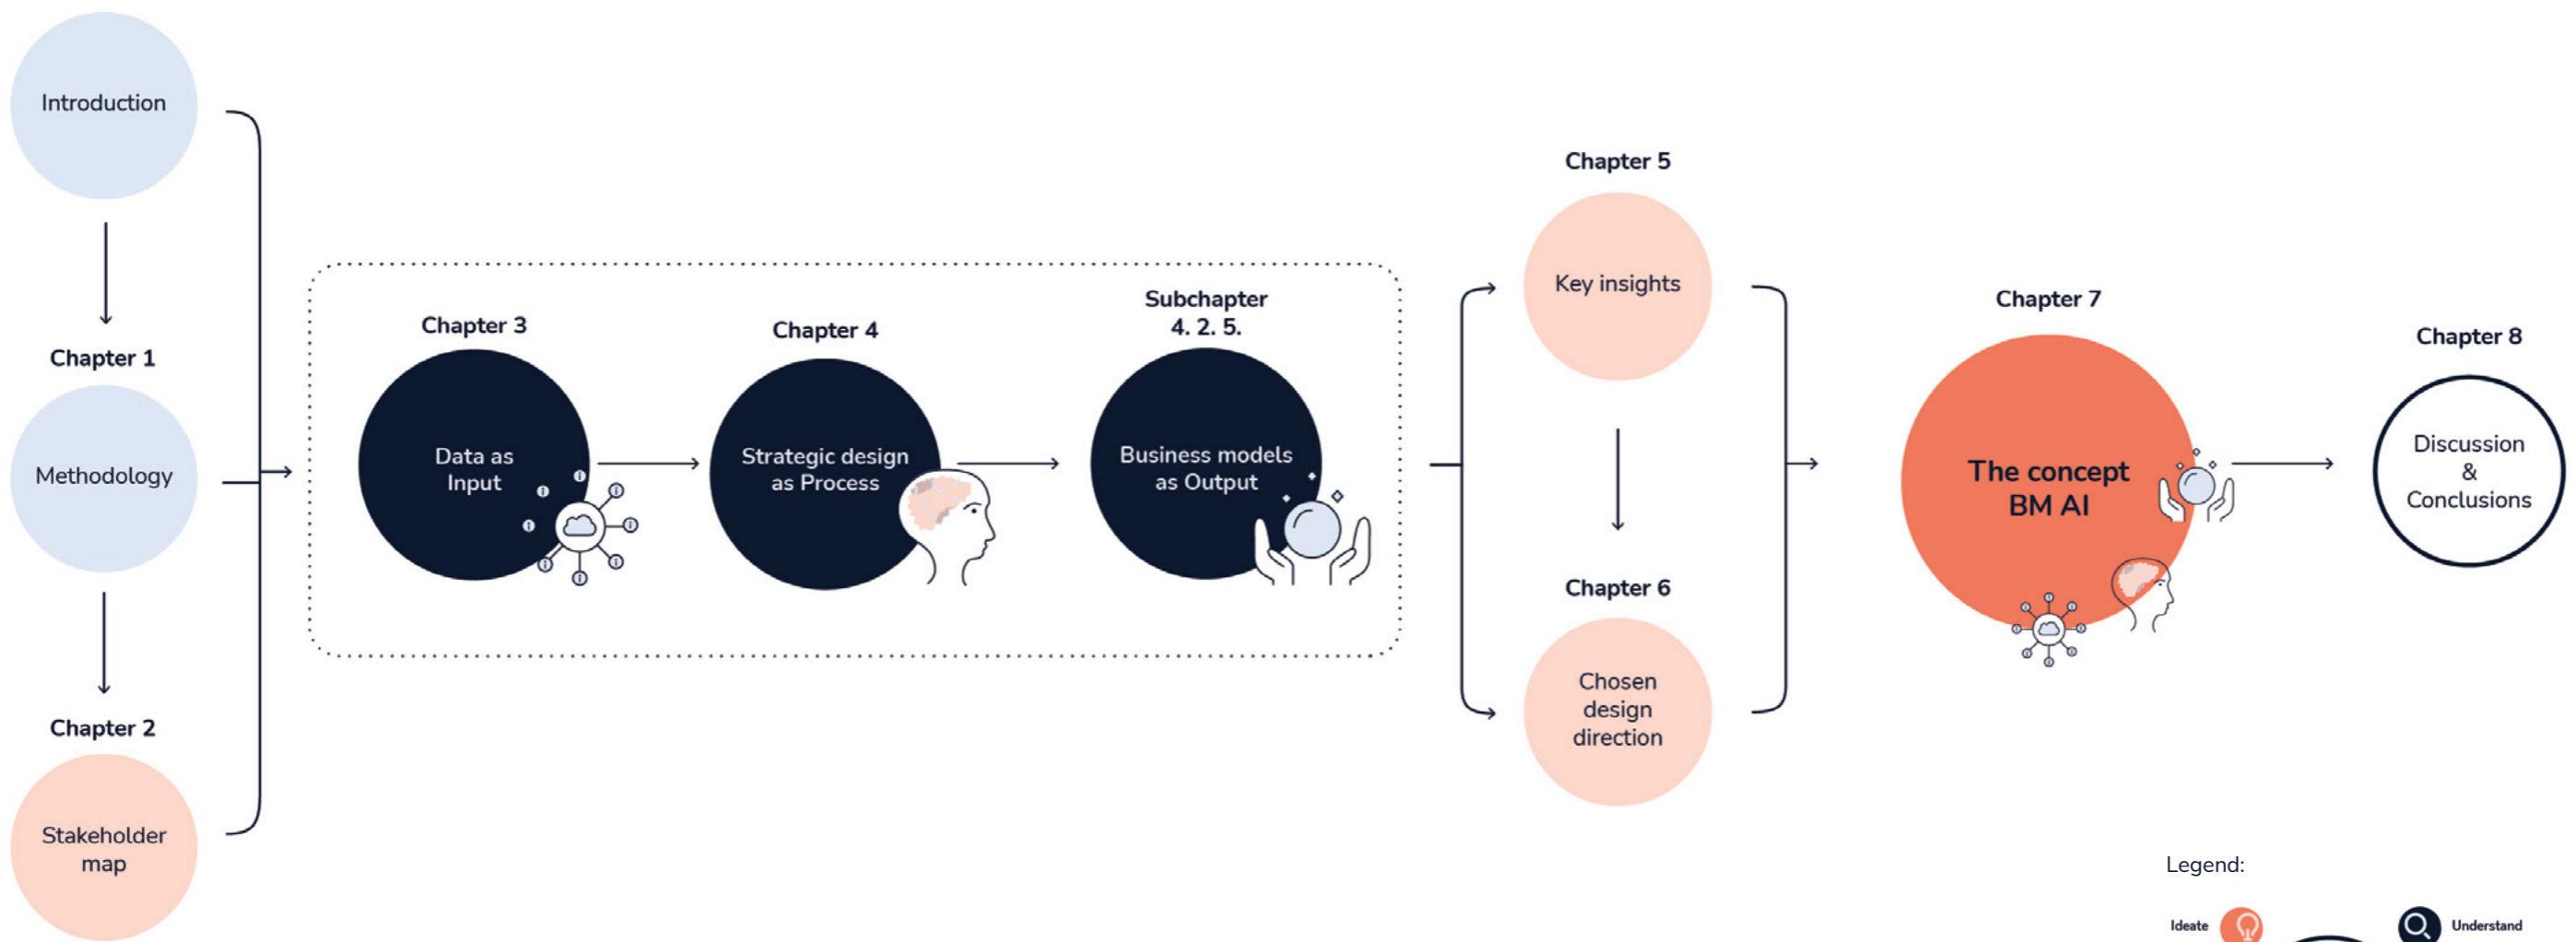 Introduction
Chapter 1
Methodology
Chapter 2
Stakeholder
map
Chapter 3
Data as
Input
Chapter 4
Strategic design
as Process
Subchapter
4. 2. 5.
Business models
as Output
Chapter 5
Key insights
Chapter 6
Chosen
design
direction
Chapter 7
The concept
BM AI
Chapter 8
Discussion
&
Conclusions
Legend:
Ideate
Understand